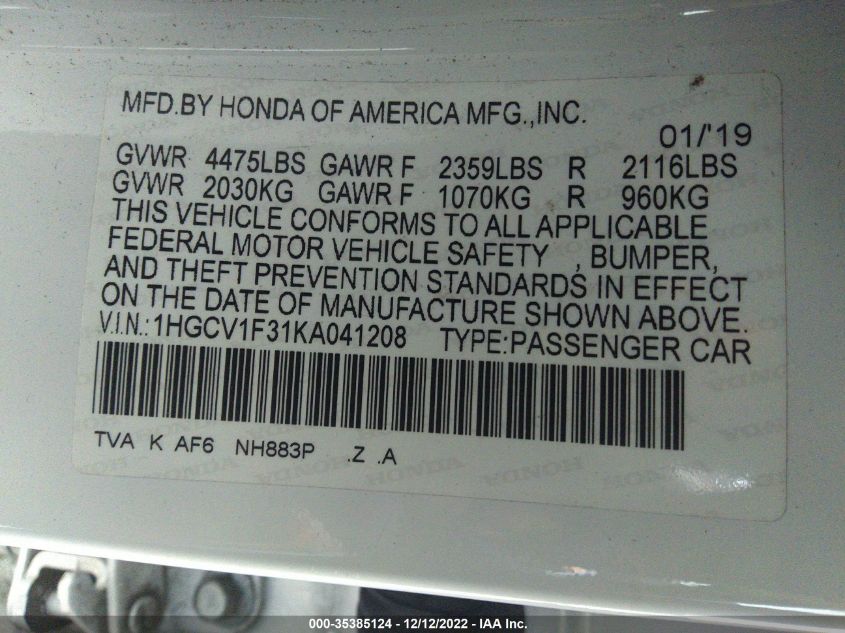 MFD.BY HONDA OF AMERICA MFG.,INC.
01/'19
GVWR 4475LBS GAWR F 2359LBS R 2116LBS
GVWR 2030KG GAWR F 1070KG R 960KG
THIS VEHICLE CONFORMS TO ALL APPLICABLE
FEDERAL MOTOR VEHICLE SAFETY , BUMPER,
AND THEFT PREVENTION STANDARDS IN EFFECT
ON THE DATE OF MANUFACTURE SHOWN ABOVE.
V.I.N.:1HGCV1F31KA041208 TYPE:PASSENGER CAR
TVA K AF6 NH883P .Z .A
000-35385124 - 12/12/2022 - IAA Inc.